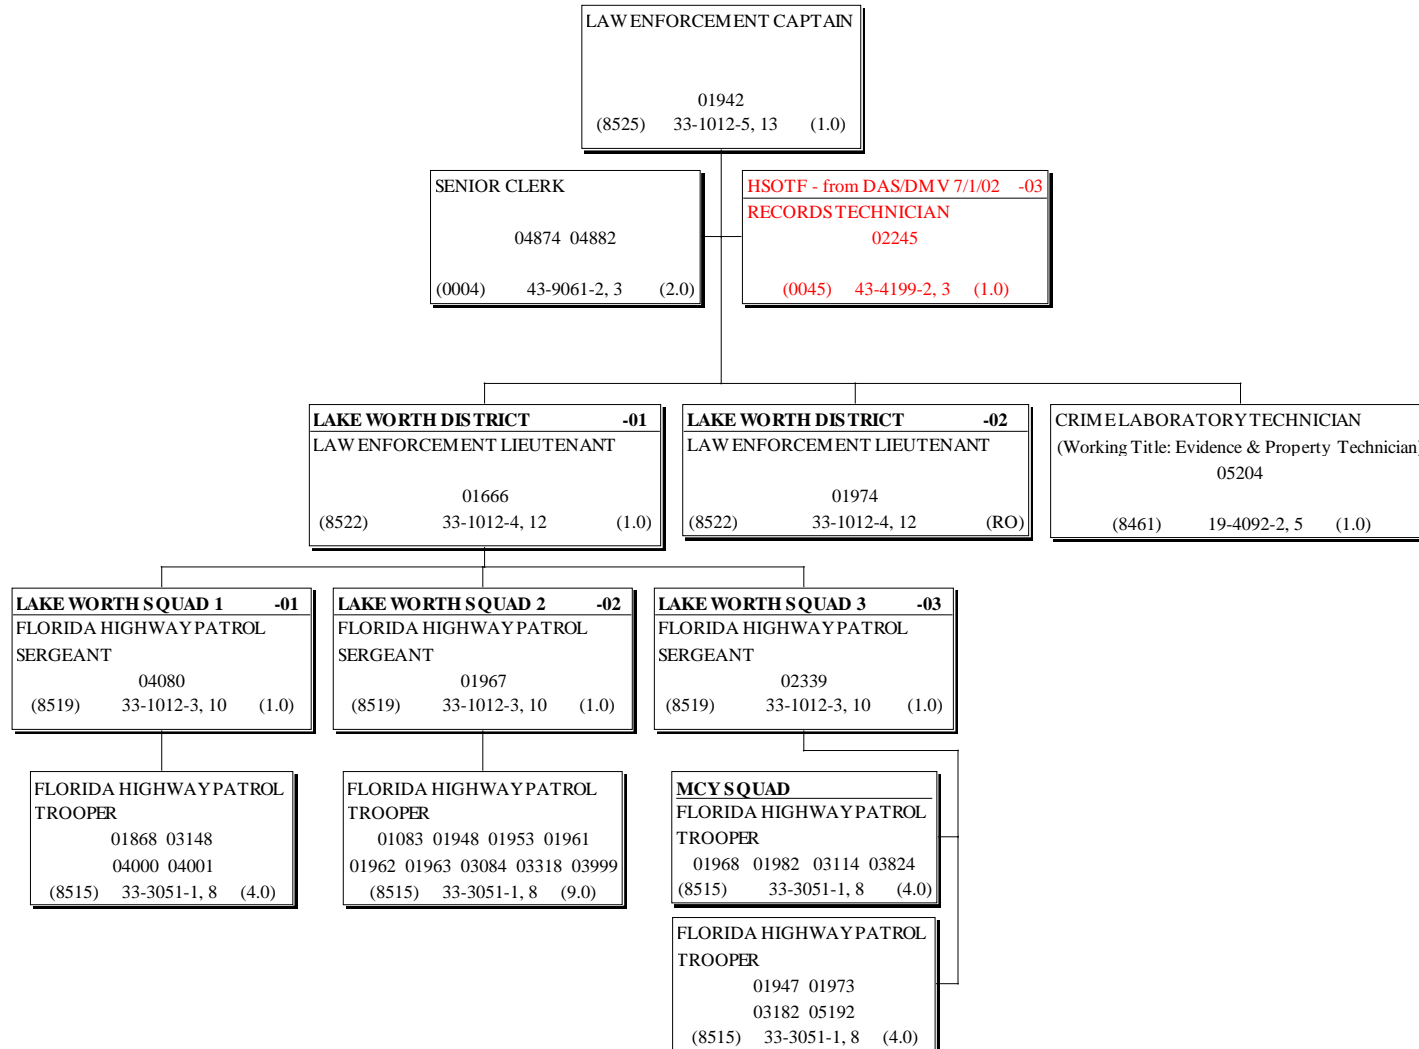 LAW ENFORCEMENT CAPTAIN
01942
(8525) 33-1012-5, 13 (1.0)
SENIOR CLERK
04874 04882
(0004) 43-9061-2, 3 (2.0)
HSOTF - from DAS/DMV 7/1/02 -03
RECORDS TECHNICIAN
02245
(0045) 43-4199-2, 3 (1.0)
LAKE WORTH DISTRICT -01
LAW ENFORCEMENT LIEUTENANT
01666
(8522) 33-1012-4, 12 (1.0)
LAKE WORTH DISTRICT -02
LAW ENFORCEMENT LIEUTENANT
01974
(8522) 33-1012-4, 12 (RO)
CRIME LABORATORY TECHNICIAN
(Working Title: Evidence & Property Technician)
05204
(8461) 19-4092-2, 5 (1.0)
LAKE WORTH SQUAD 1 -01
FLORIDA HIGHWAY PATROL
SERGEANT
04080
(8519) 33-1012-3, 10 (1.0)
LAKE WORTH SQUAD 2 -02
FLORIDA HIGHWAY PATROL
SERGEANT
01967
(8519) 33-1012-3, 10 (1.0)
LAKE WORTH SQUAD 3 -03
FLORIDA HIGHWAY PATROL
SERGEANT
02339
(8519) 33-1012-3, 10 (1.0)
FLORIDA HIGHWAY PATROL
TROOPER
01868 03148
04000 04001
(8515) 33-3051-1, 8 (4.0)
FLORIDA HIGHWAY PATROL
TROOPER
01083 01948 01953 01961
01962 01963 03084 03318 03999
(8515) 33-3051-1, 8 (9.0)
MCY SQUAD
FLORIDA HIGHWAY PATROL
TROOPER
01968 01982 03114 03824
(8515) 33-3051-1, 8 (4.0)
FLORIDA HIGHWAY PATROL
TROOPER
01947 01973
03182 05192
(8515) 33-3051-1, 8 (4.0)